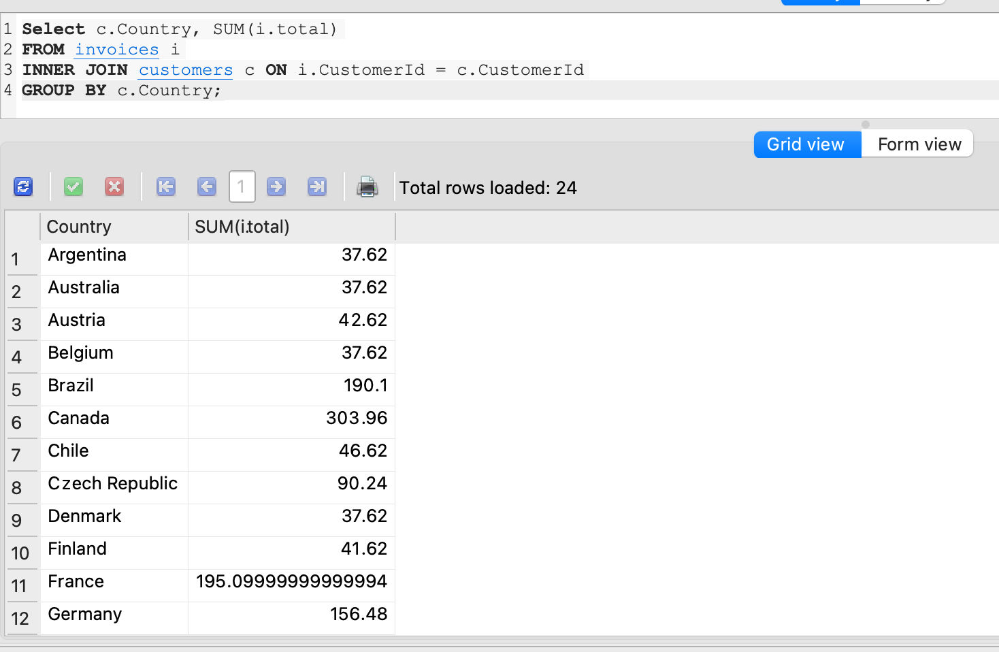 1 Select c.Country, SUM(i.total)
2 FROM invoices i
3 INNER JOIN customers c ON i.CustomerId = c.CustomerId
4 GROUP BY c.Country;
Grid view Form view
1 Total rows loaded: 24
Country SUM(i.total)
1 Argentina 37.62
2 Australia 37.62
3 Austria 42.62
4 Belgium 37.62
5 Brazil 190.1
6 Canada 303.96
7 Chile 46.62
8 Czech Republic 90.24
9 Denmark 37.62
10 Finland 41.62
11 France 195.09999999999994
12 Germany 156.48